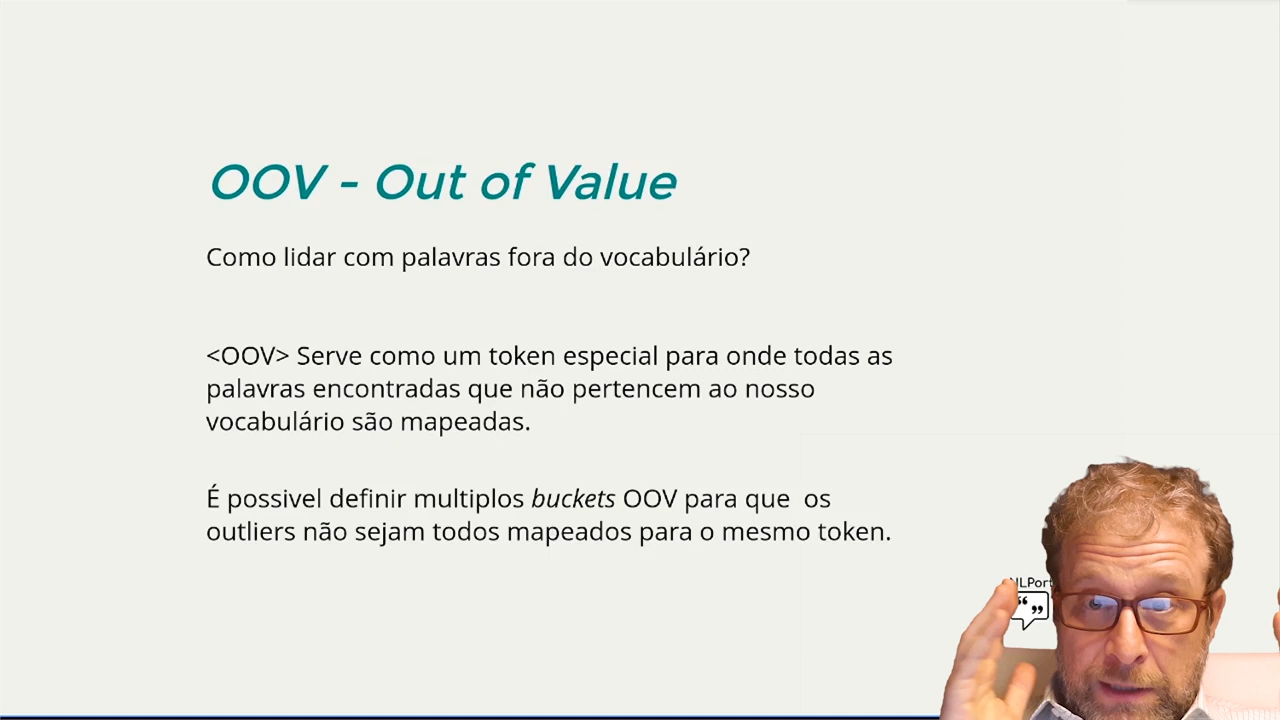 OOV - Out of Value
Como lidar com palavras fora do vocabulário?
<OOV> Serve como um token especial para onde todas as
palavras encontradas que não pertencem ao nosso
vocabulário são mapeadas.
É possivel definir multiplos buckets OOV para que os
outliers não sejam todos mapeados para o mesmo token.